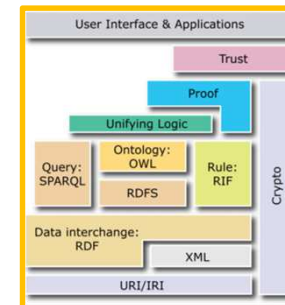 User Interface & Applications
Trust
Proof
Unifying Logic
Query:
SPARQL
Ontology:
OWL
RDFS
Rule:
RIF
Crypto
Data interchange:
RDF
XML
URI/IRI